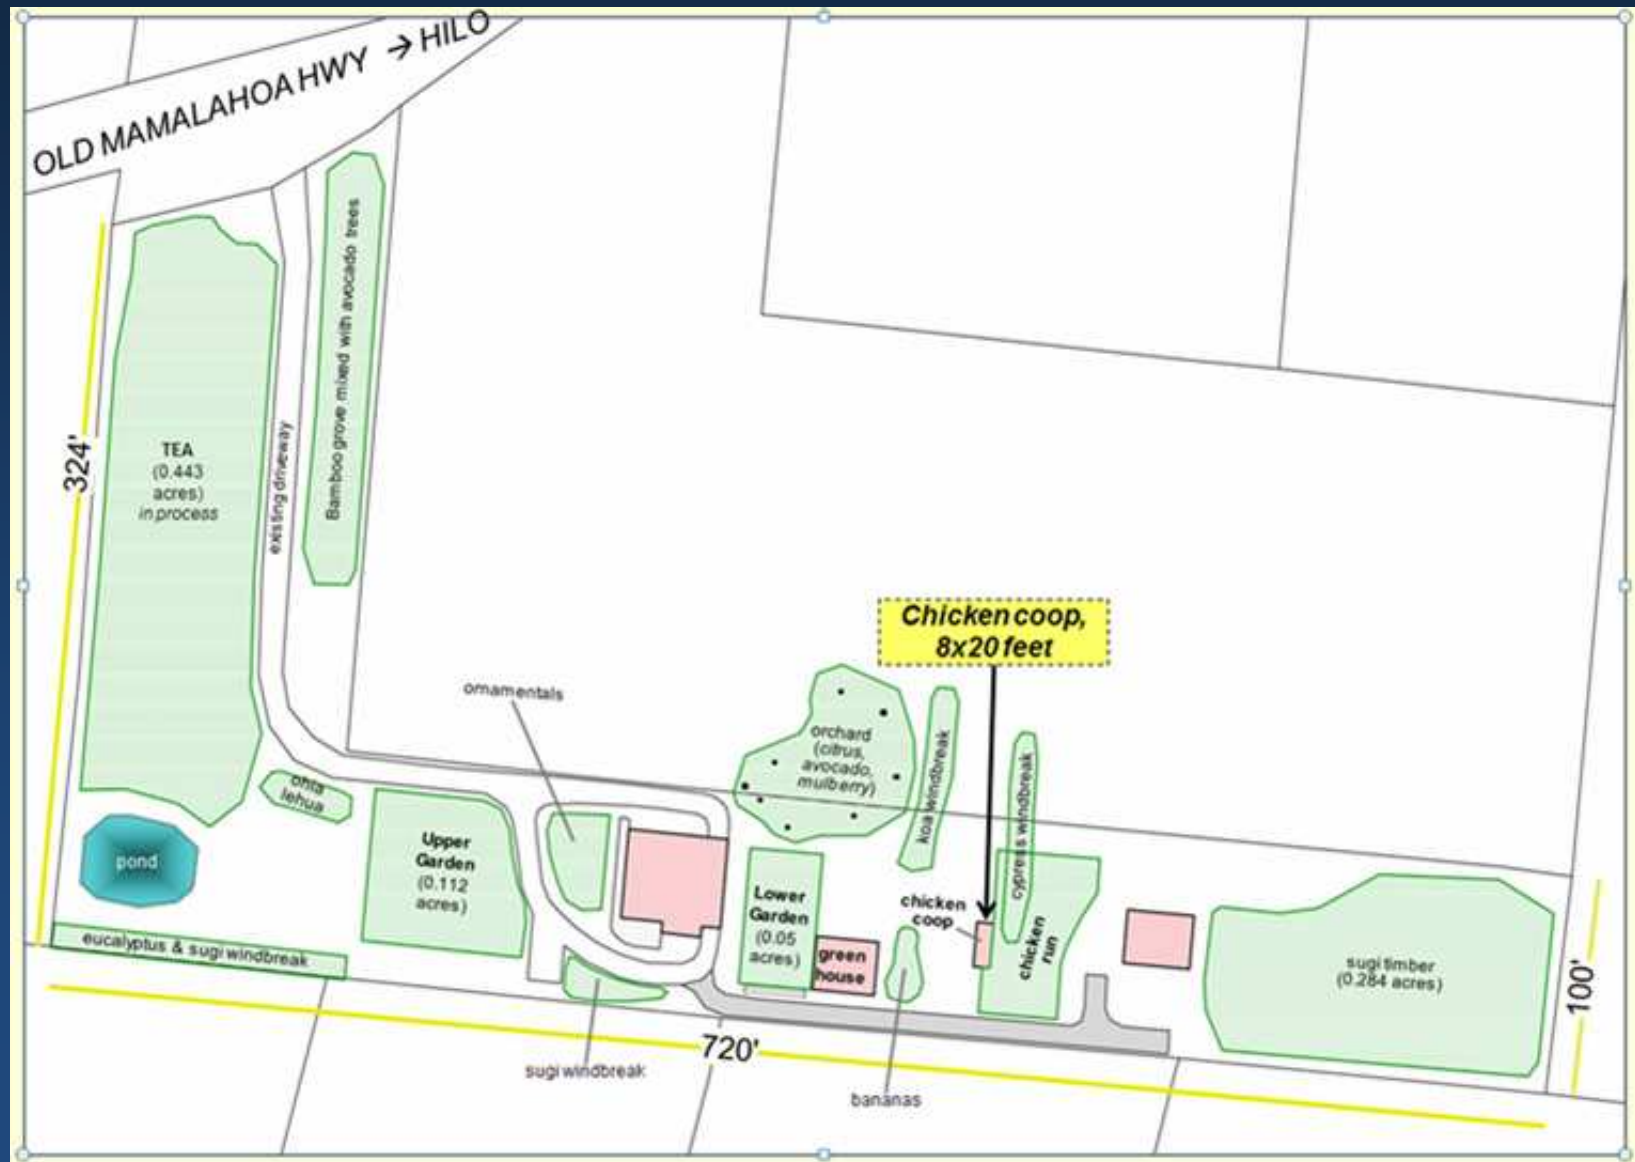 OLD MAMALAHOA HWY → HILO
Bamboo grove mixed with avocado trees
324'
TEA
(0.443
acres)
in process
existing driveway
Chicken coop,
8x20 feet
ornamentals
orchard
(citrus,
avocado,
mulberry)
koa windbreak
cypress windbreak
ohia
lehua
Upper
Garden
(0.112
acres)
pond
Lower
Garden
(0.05
acres)
chicken
coop
green
house
chicken
run
eucalyptus & sugi windbreak
sugi timber
(0.284 acres)
100'
720'
sugi windbreak
bananas